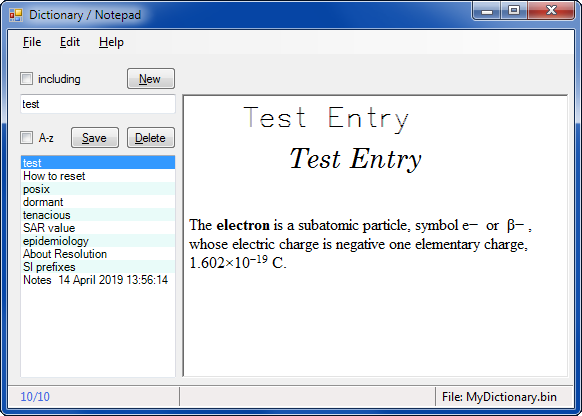 Dictionary / Notepad
File Edit Help
including New
test
A-z Save Delete
test
How to reset
posix
dormant
tenacious
SAR value
epidemiology
About Resolution
SI prefixes
Notes 14 April 2019 13:56:14
Test Entry
Test Entry
The electron is a subatomic particle, symbol e− or β− ,
whose electric charge is negative one elementary charge,
1.602×10⁻¹⁹ C.
10/10
File: MyDictionary.bin